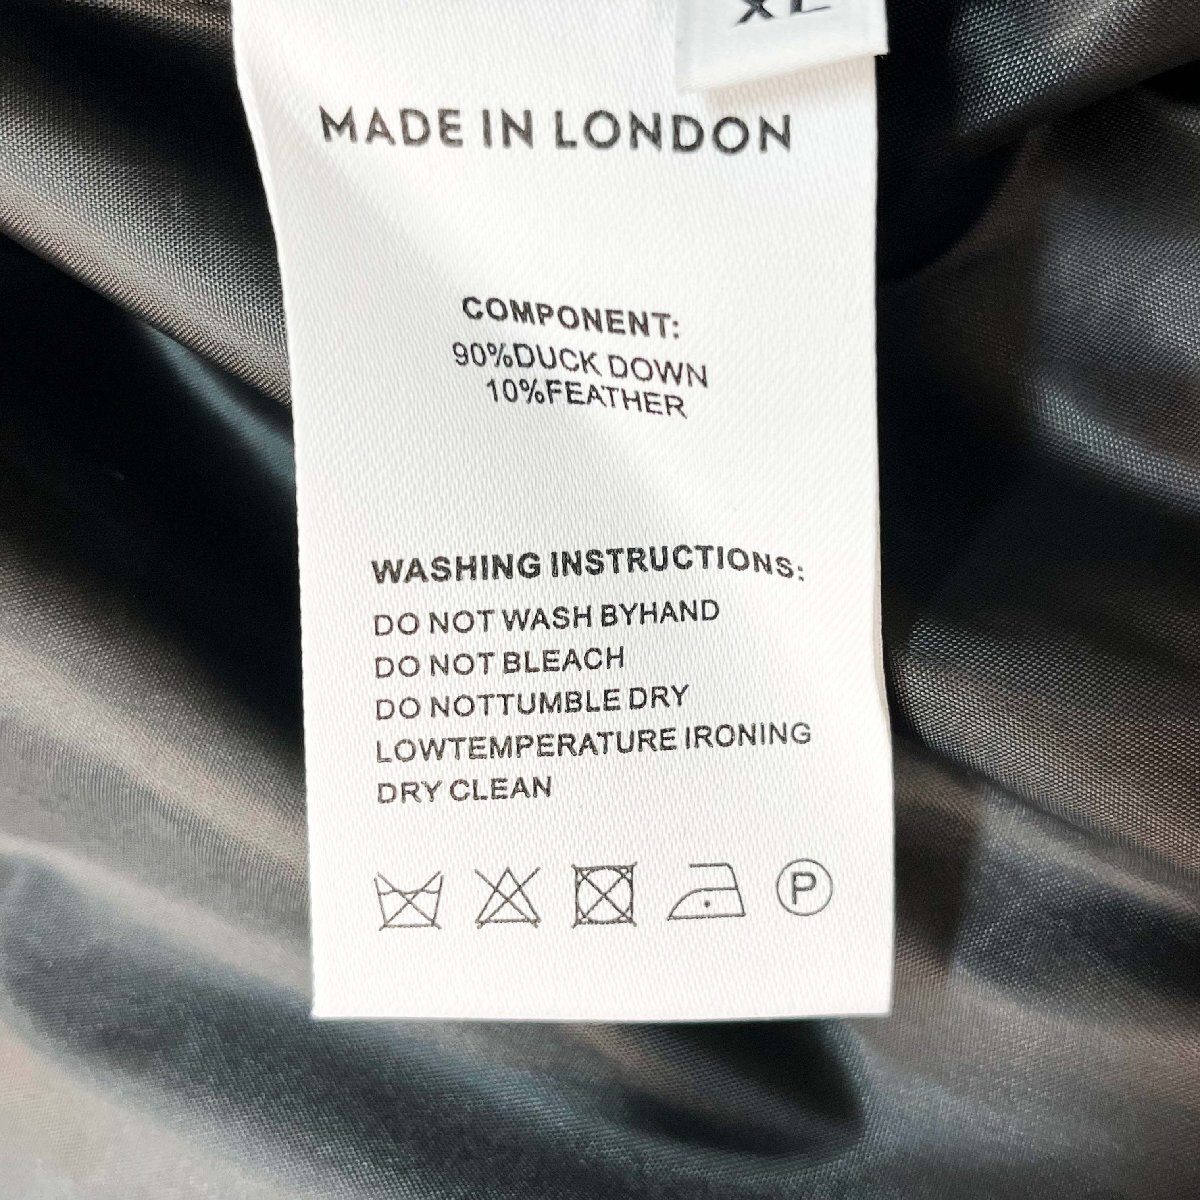 XL
MADE IN LONDON
COMPONENT:
90%DUCK DOWN
10%FEATHER
WASHING INSTRUCTIONS:
DO NOT WASH BYHAND
DO NOT BLEACH
DO NOTTUMBLE DRY
LOWTEMPERATURE IRONING
DRY CLEAN
P